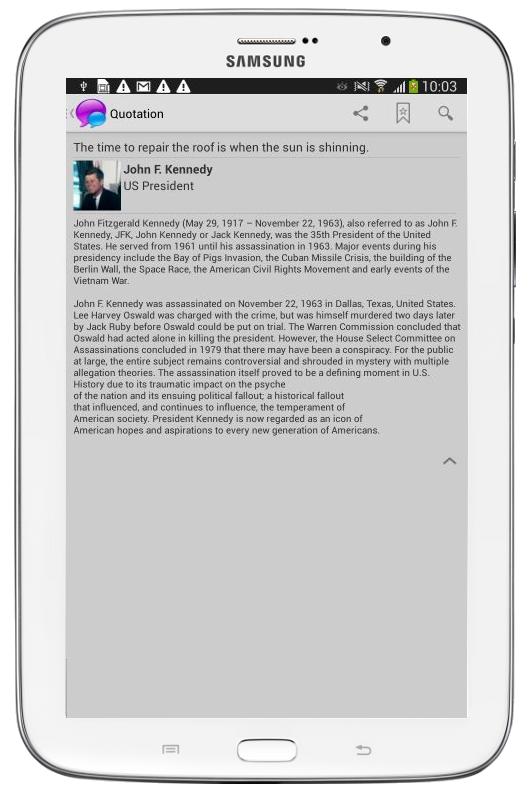 SAMSUNG
10:03
Quotation
The time to repair the roof is when the sun is shinning.
John F. Kennedy
US President
John Fitzgerald Kennedy (May 29, 1917 – November 22, 1963), also referred to as John F.
Kennedy, JFK, John Kennedy or Jack Kennedy, was the 35th President of the United
States. He served from 1961 until his assassination in 1963. Major events during his
presidency include the Bay of Pigs Invasion, the Cuban Missile Crisis, the building of the
Berlin Wall, the Space Race, the American Civil Rights Movement and early events of the
Vietnam War.
John F. Kennedy was assassinated on November 22, 1963 in Dallas, Texas, United States.
Lee Harvey Oswald was charged with the crime, but was himself murdered two days later
by Jack Ruby before Oswald could be put on trial. The Warren Commission concluded that
Oswald had acted alone in killing the president. However, the House Select Committee on
Assassinations concluded in 1979 that there may have been a conspiracy. For the public
at large, the entire subject remains controversial and shrouded in mystery with multiple
allegation theories. The assassination itself proved to be a defining moment in U.S.
History due to its traumatic impact on the psyche
of the nation and its ensuing political fallout; a historical fallout
that influenced, and continues to influence, the temperament of
American society. President Kennedy is now regarded as an icon of
American hopes and aspirations to every new generation of Americans.